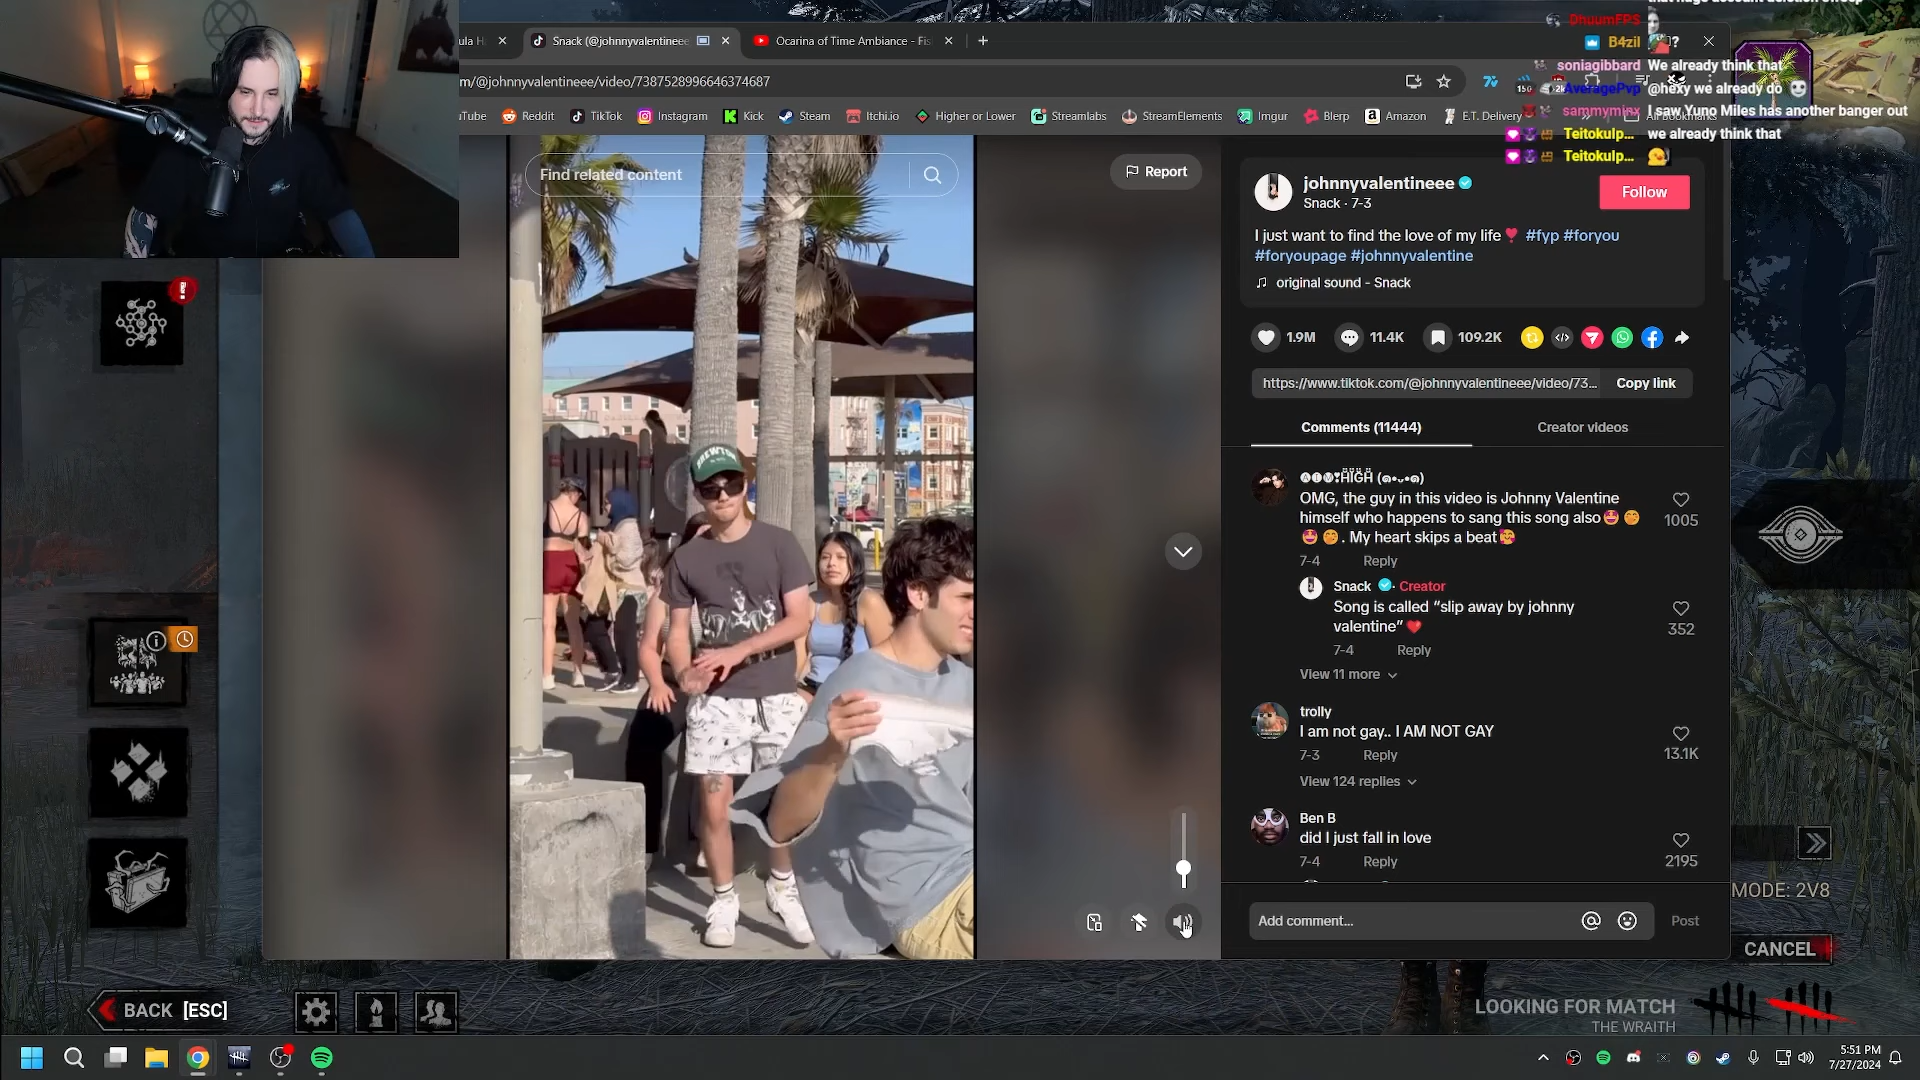 ula H
Snack (@johnnyvalentineee
Ocarina of Time Ambiance - Fis
m/@johnnyvalentineee/video/7387528996646374687
uTube
Reddit
TikTok
Instagram
Kick
Steam
Itch.io
Higher or Lower
Streamlabs
StreamElements
Imgur
Blerp
Amazon
E.T. Delivery
All Bookmarks
DhuumFPS
B4zil ?
soniagibbard We already think that
AveragePvp @hexy we already do
sammyminx I saw Yuno Miles has another banger out
Teitokulp... we already think that
Teitokulp...
Find related content
Report
BREWTON
johnnyvalentineee
Snack · 7-3
Follow
I just want to find the love of my life #fyp #foryou
#foryoupage #johnnyvalentine
original sound - Snack
1.9M
11.4K
109.2K
https://www.tiktok.com/@johnnyvalentineee/video/73...
Copy link
Comments (11444)
Creator videos
OMG, the guy in this video is Johnny Valentine
himself who happens to sang this song also
. My heart skips a beat
7-4 Reply
1005
Snack · Creator
Song is called “slip away by johnny
valentine”
7-4 Reply
352
View 11 more
trolly
I am not gay.. I AM NOT GAY
7-3 Reply
13.1K
View 124 replies
Ben B
did I just fall in love
7-4 Reply
2195
Add comment...
Post
MODE: 2V8
CANCEL
BACK [ESC]
LOOKING FOR MATCH
THE WRAITH
5:51 PM
7/27/2024